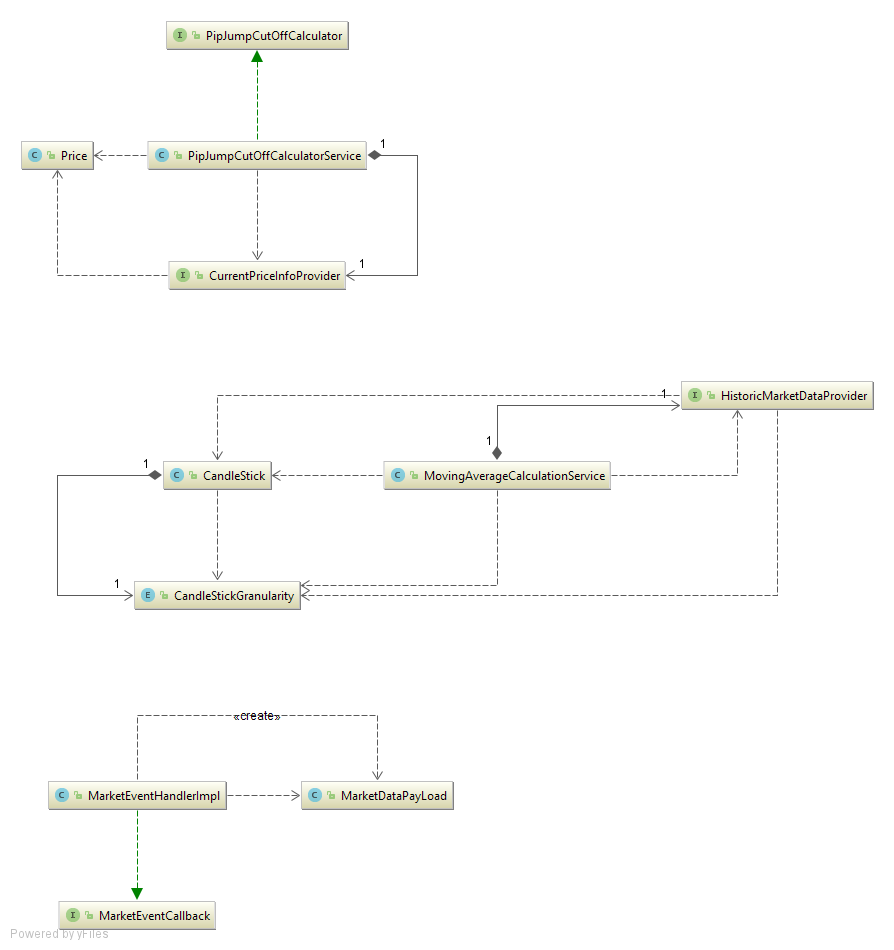 I PipJumpCutOffCalculator
1
C Price
C PipJumpCutOffCalculatorService
1
I CurrentPriceInfoProvider
1
I HistoricMarketDataProvider
1
1
C CandleStick
C MovingAverageCalculationService
1
E CandleStickGranularity
«create»
C MarketEventHandlerImpl
C MarketDataPayLoad
I MarketEventCallback
Powered by yFiles